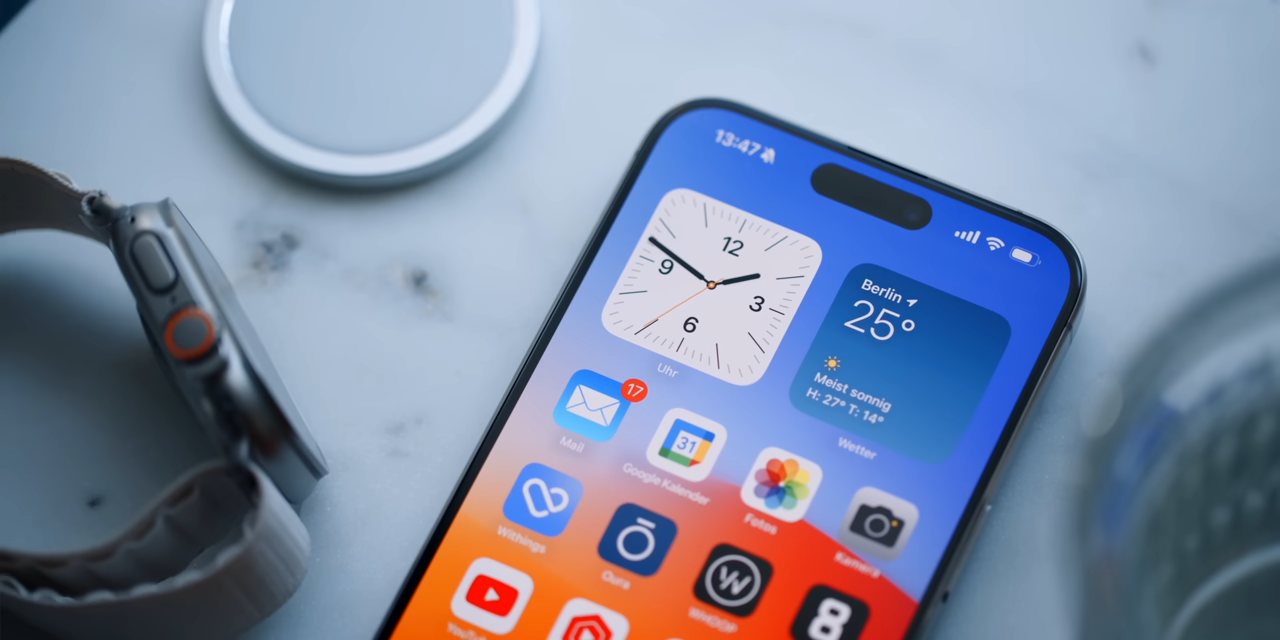 13:47
12
9
3
6
Uhr
Berlin
25°
Meist sonnig
H: 27° T: 14°
Wetter
17
Mail
31
Google Kalender
Fotos
Kamera
Withings
Oura
W
WHOOP
8
YouTube